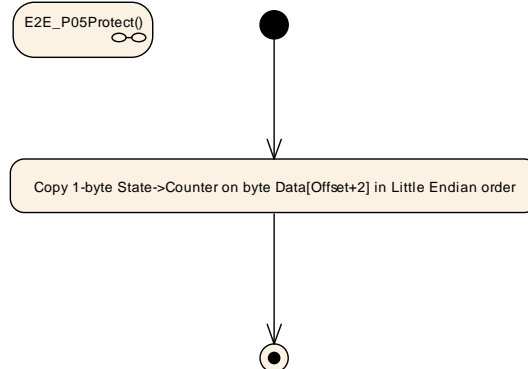 E2E_P05Protect()
Copy 1-byte State->Counter on byte Data[Offset+2] in Little Endian order